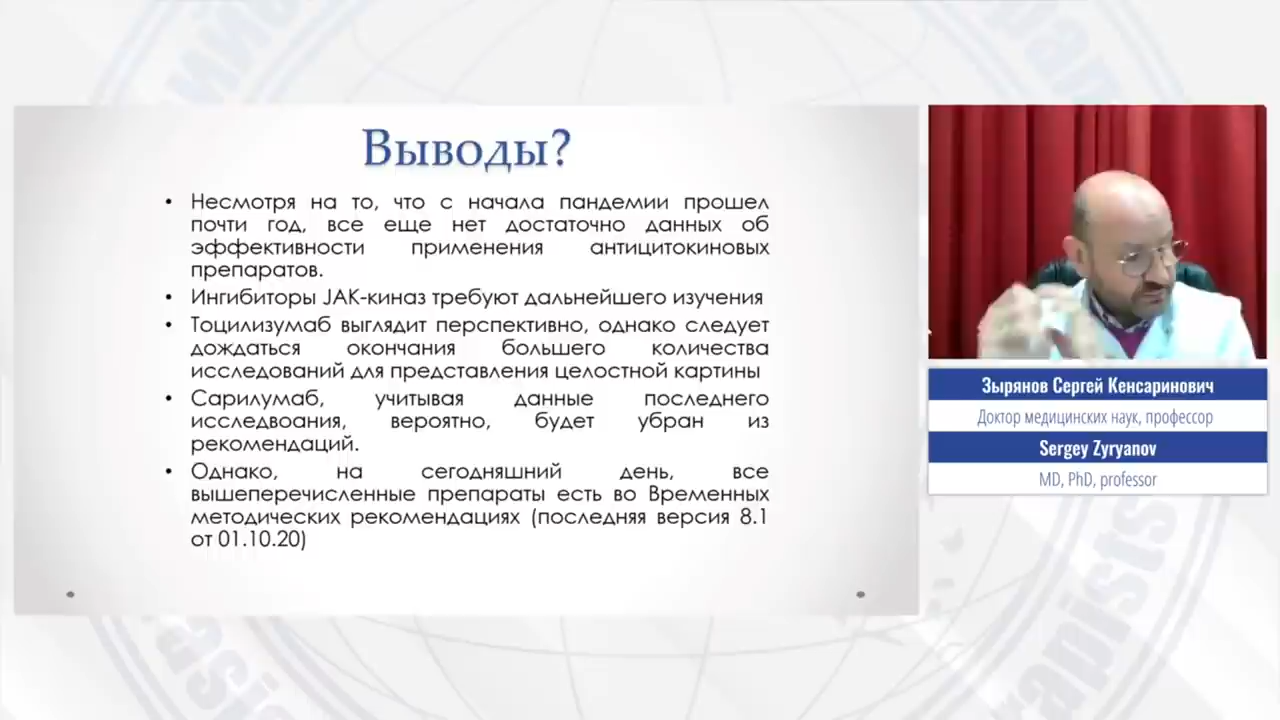 Выводы?
• Несмотря на то, что с начала пандемии прошел
почти год, все еще нет достаточно данных об
эффективности применения антицитокиновых
препаратов.
• Ингибиторы JAK-киназ требуют дальнейшего изучения
• Тоцилизумаб выглядит перспективно, однако следует
дождаться окончания большего количества
исследований для представления целостной картины
• Сарилумаб, учитывая данные последнего
исследвоания, вероятно, будет убран из
рекомендаций.
• Однако, на сегодняшний день, все
вышеперечисленные препараты есть во Временных
методических рекомендациях (последняя версия 8.1
от 01.10.20)
Зырянов Сергей Кенсаринович
Доктор медицинских наук, профессор
Sergey Zyryanov
MD, PhD, professor